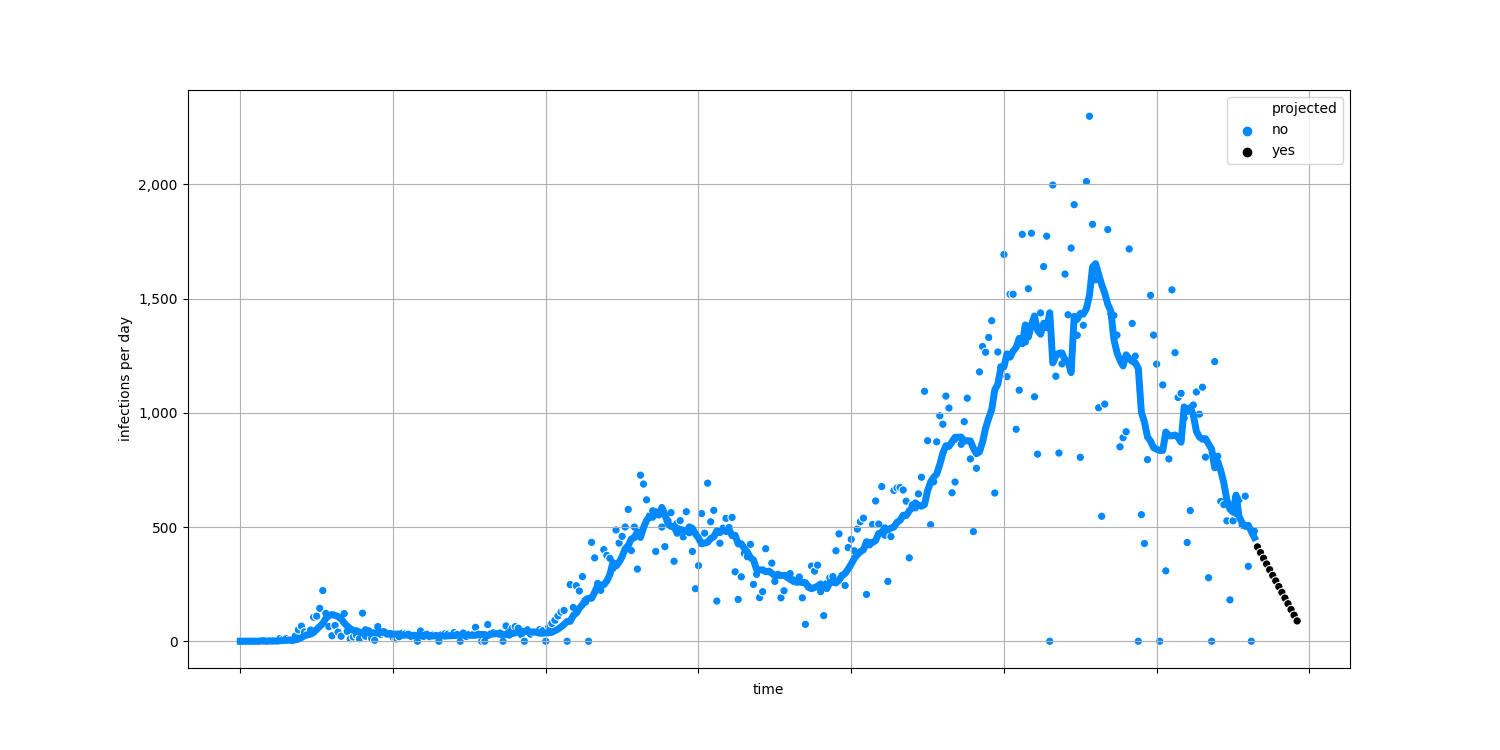 projected
no
yes
2,000
1,500
1,000
500
0
infections per day
time